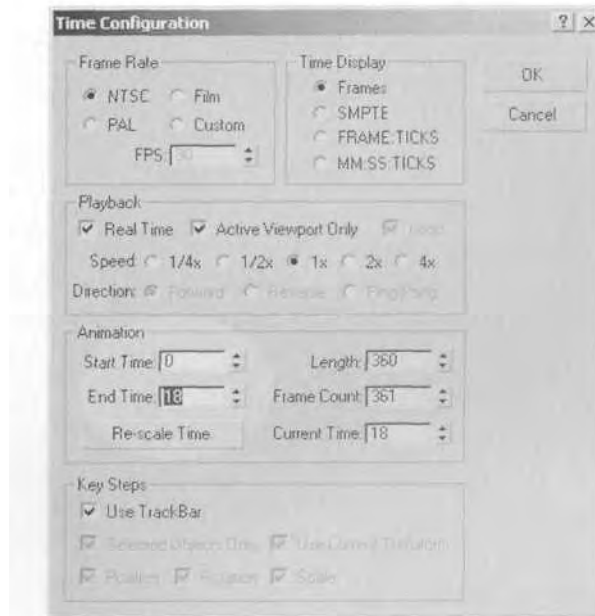 Time Configuration
Frame Rate
NTSC Film
PAL Custom
FPS: 30
Time Display
Frames
SMPTE
FRAME:TICKS
MM:SS:TICKS
OK
Cancel
Playback
Real Time Active Viewport Only Loop
Speed: 1/4x 1/2x 1x 2x 4x
Direction: Forward Reverse Ping-Pong
Animation
Start Time: 0 Length: 360
End Time: 18 Frame Count: 361
Re-scale Time Current Time: 18
Key Steps
Use TrackBar
Selected Objects Only Use Current Transform
Position Rotation Scale